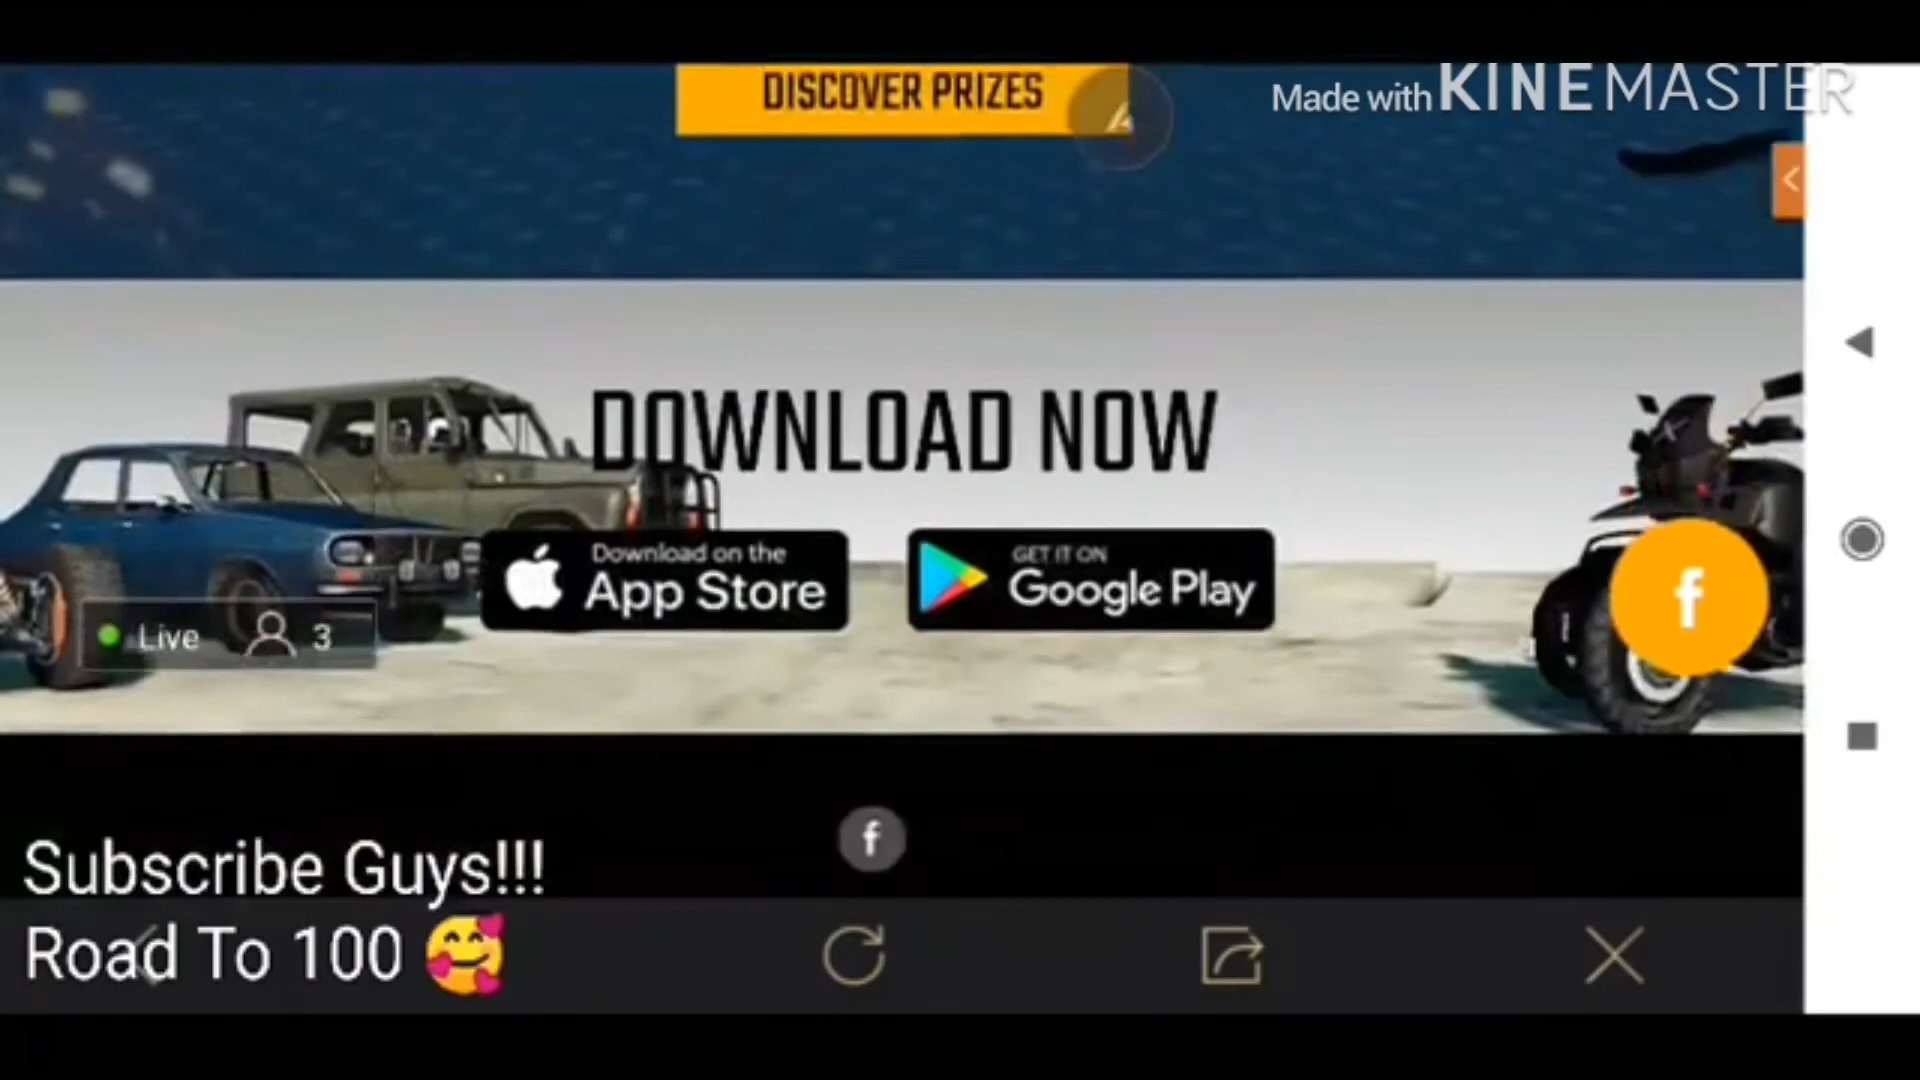 DISCOVER PRIZES
Made with KINEMASTER
DOWNLOAD NOW
Download on the
App Store
GET IT ON
Google Play
Live 3
f
f
Subscribe Guys!!!
Road To 100 🥰